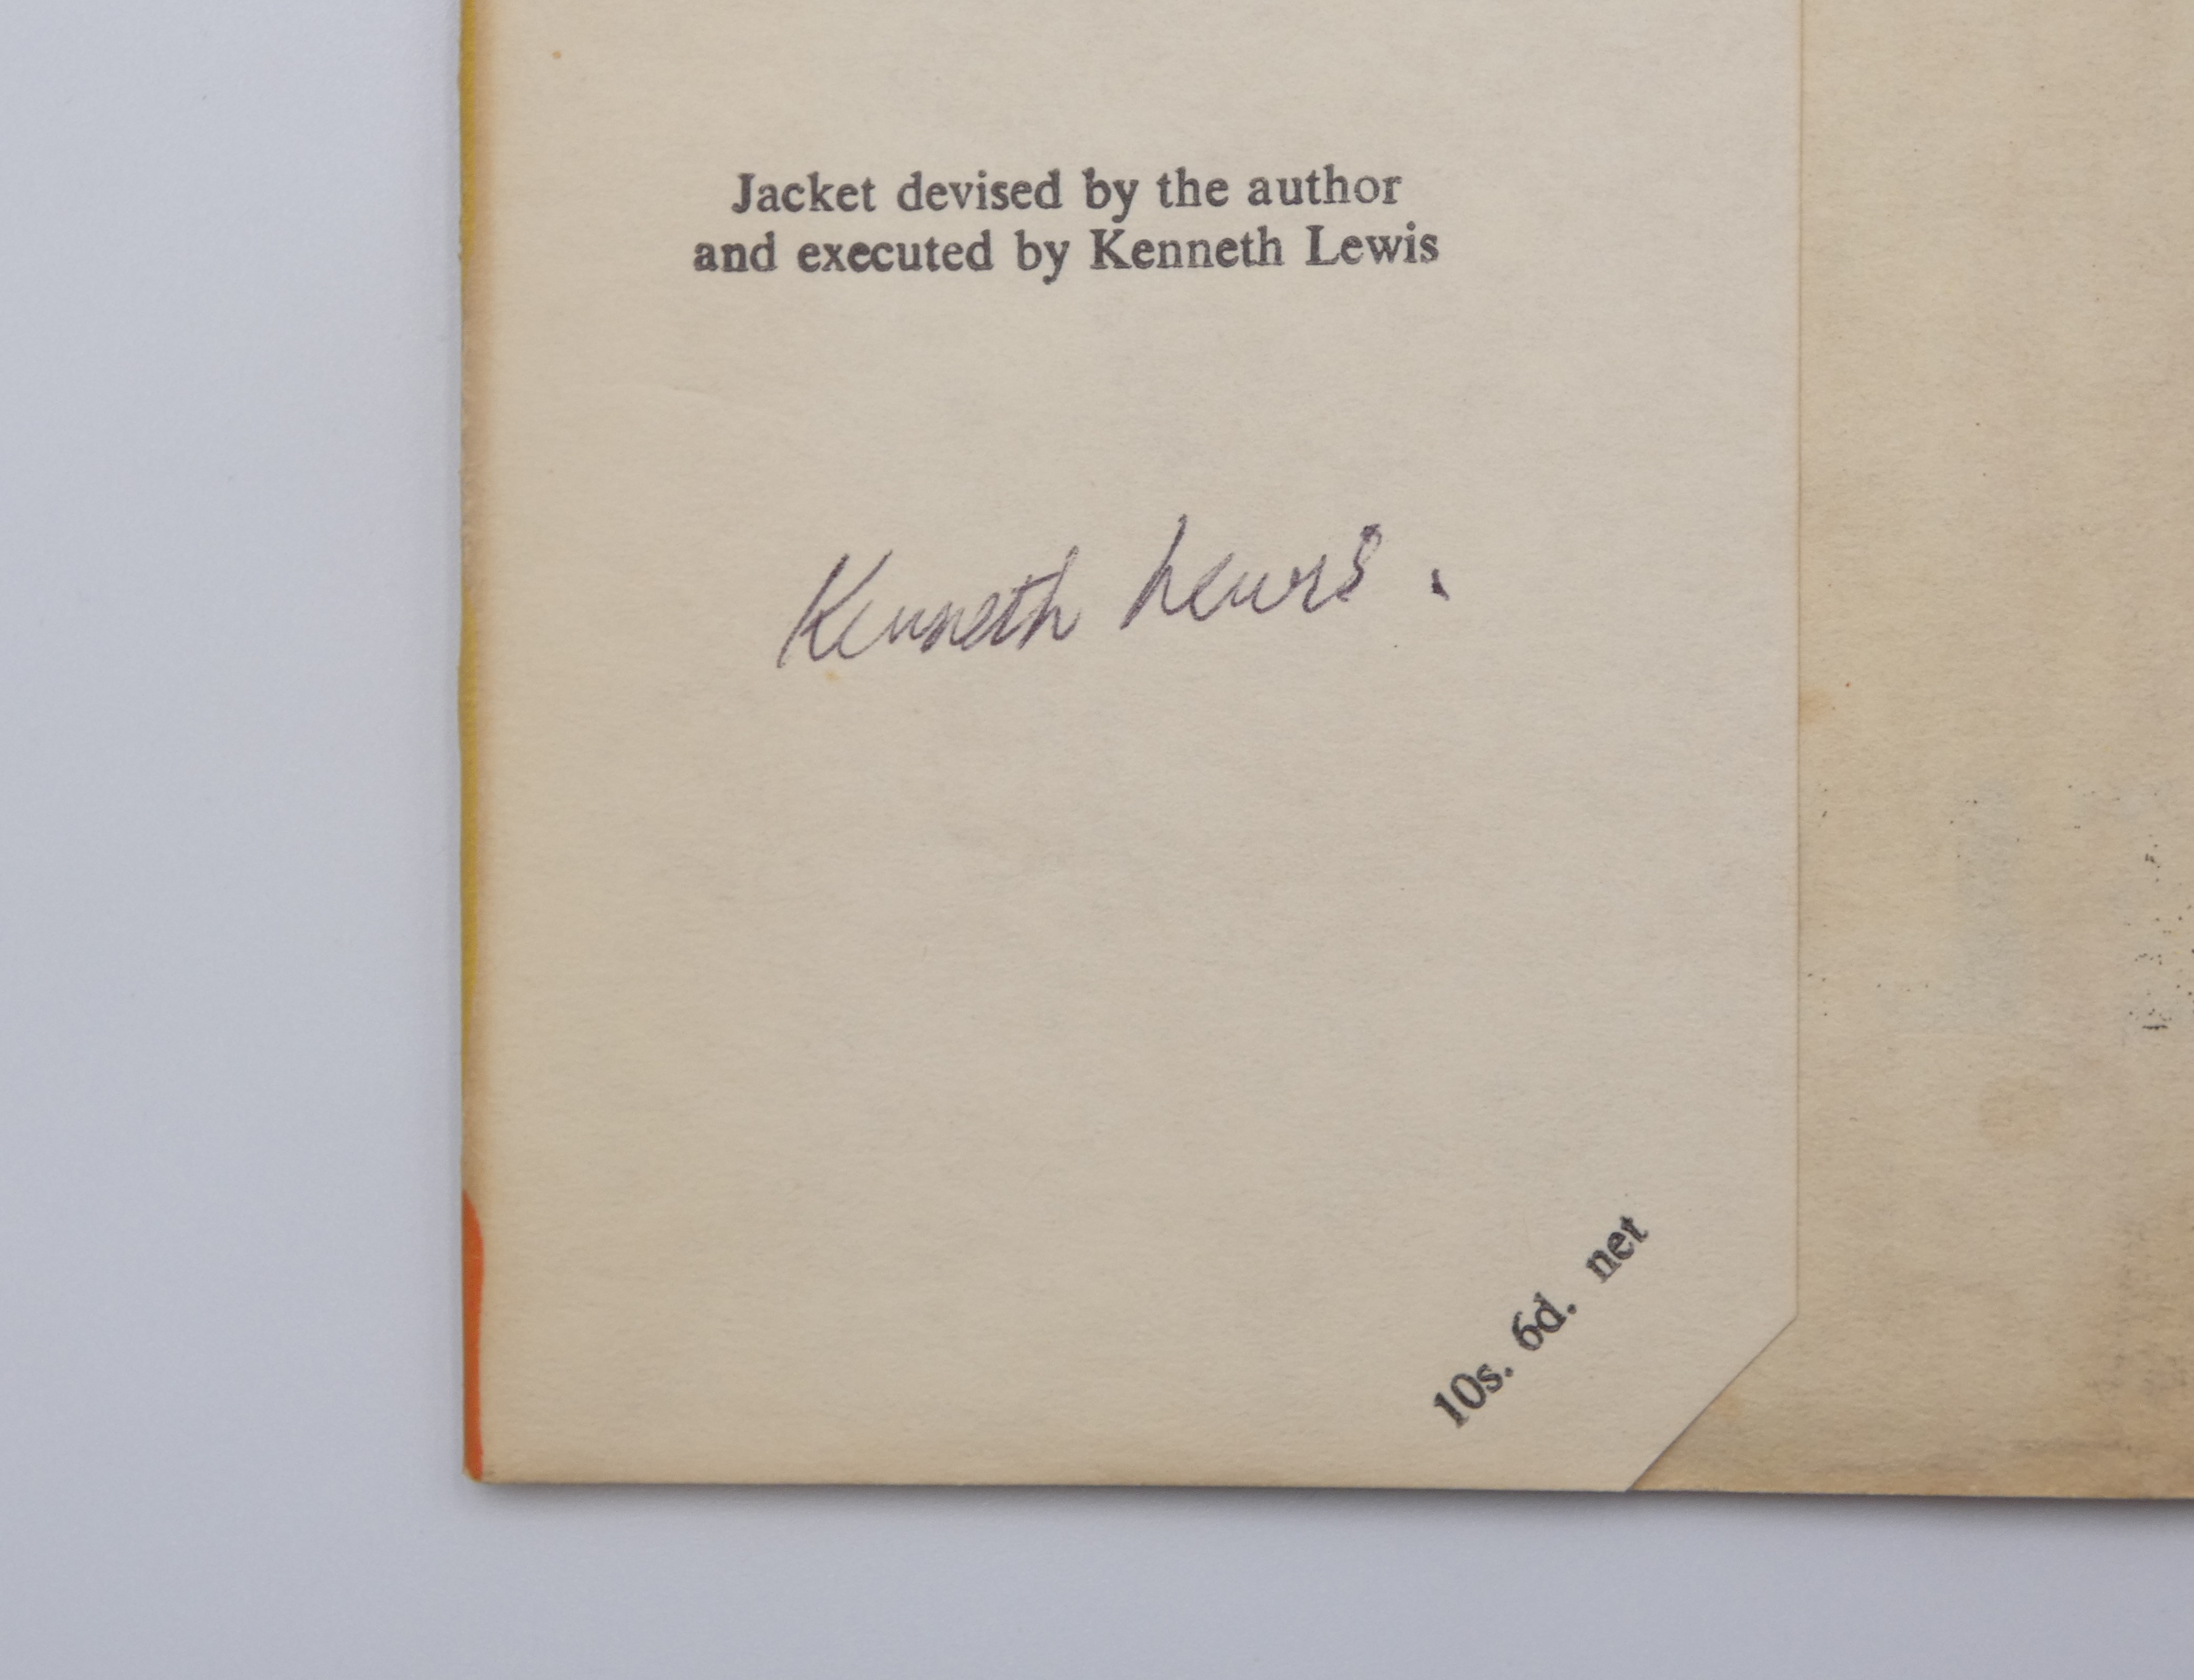 Jacket devised by the author
and executed by Kenneth Lewis
Kenneth Lewis.
10s. 6d. net